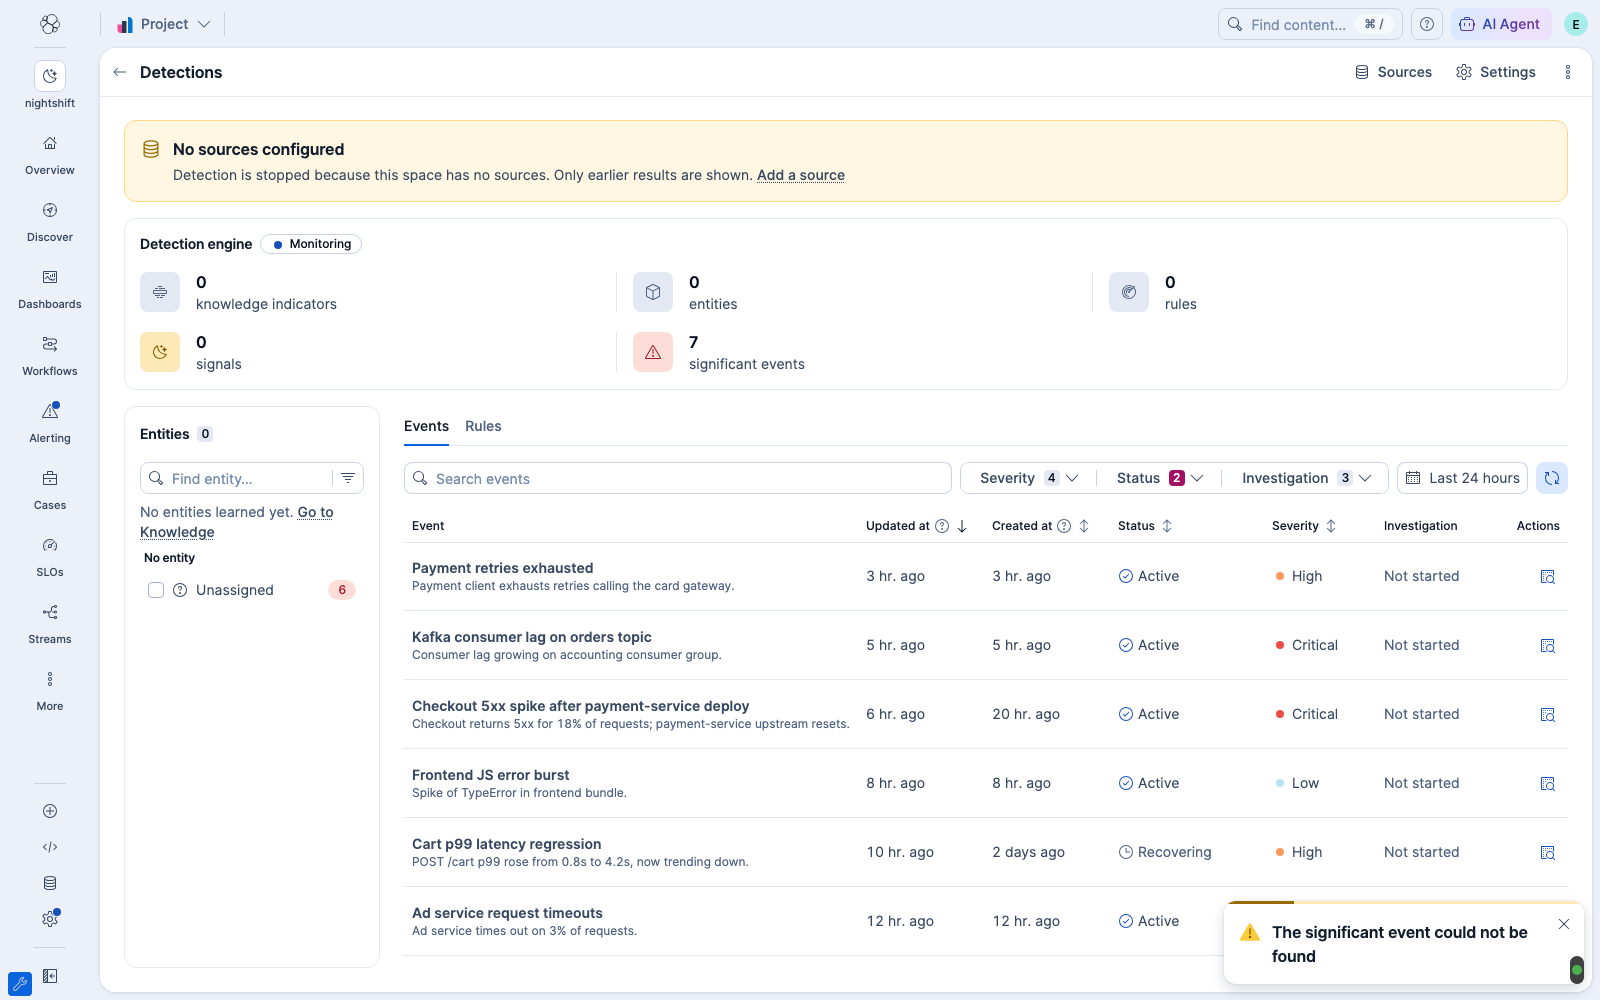 Project
Find content...
⌘ /
AI Agent
E
nightshift
Overview
Discover
Dashboards
Workflows
Alerting
Cases
SLOs
Streams
More
Detections
Sources
Settings
No sources configured
Detection is stopped because this space has no sources. Only earlier results are shown. Add a source
Detection engine
Monitoring
0
knowledge indicators
0
entities
0
rules
0
signals
7
significant events
Entities 0
Find entity...
No entities learned yet. Go to
Knowledge
No entity
Unassigned 6
Events Rules
Search events
Severity 4
Status 2
Investigation 3
Last 24 hours
Event Updated at Created at Status Severity Investigation Actions
Payment retries exhausted
Payment client exhausts retries calling the card gateway.
3 hr. ago 3 hr. ago Active High Not started
Kafka consumer lag on orders topic
Consumer lag growing on accounting consumer group.
5 hr. ago 5 hr. ago Active Critical Not started
Checkout 5xx spike after payment-service deploy
Checkout returns 5xx for 18% of requests; payment-service upstream resets.
6 hr. ago 20 hr. ago Active Critical Not started
Frontend JS error burst
Spike of TypeError in frontend bundle.
8 hr. ago 8 hr. ago Active Low Not started
Cart p99 latency regression
POST /cart p99 rose from 0.8s to 4.2s, now trending down.
10 hr. ago 2 days ago Recovering High Not started
Ad service request timeouts
Ad service times out on 3% of requests.
12 hr. ago 12 hr. ago Active
The significant event could not be
found